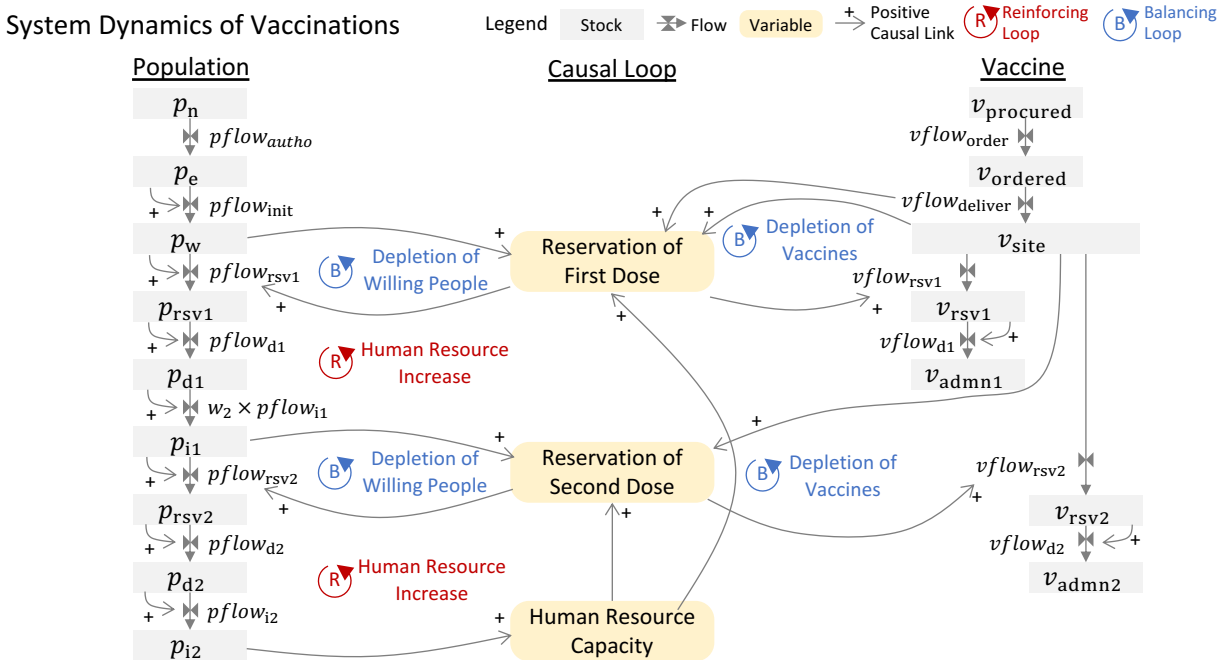 System Dynamics of Vaccinations
Legend
Stock
Flow
Variable
+
Positive
Causal Link
R
Reinforcing
Loop
B
Balancing
Loop
Population
Causal Loop
Vaccine
p_n
pflow_autho
p_e
+
pflow_init
p_w
+
pflow_rsv1
p_rsv1
+
pflow_d1
p_d1
+
w_2 × pflow_i1
p_i1
+
pflow_rsv2
p_rsv2
+
pflow_d2
p_d2
+
pflow_i2
p_i2
+
B
Depletion of
Willing People
+
R
Human Resource
Increase
+
B
Depletion of
Willing People
+
R
Human Resource
Increase
+
+
+
Reservation of
First Dose
+
+
Reservation of
Second Dose
+
Human Resource
Capacity
B
Depletion of
Vaccines
+
B
Depletion of
Vaccines
+
v_procured
vflow_order
v_ordered
vflow_deliver
v_site
vflow_rsv1
v_rsv1
vflow_d1
+
v_admn1
vflow_rsv2
v_rsv2
vflow_d2
+
v_admn2